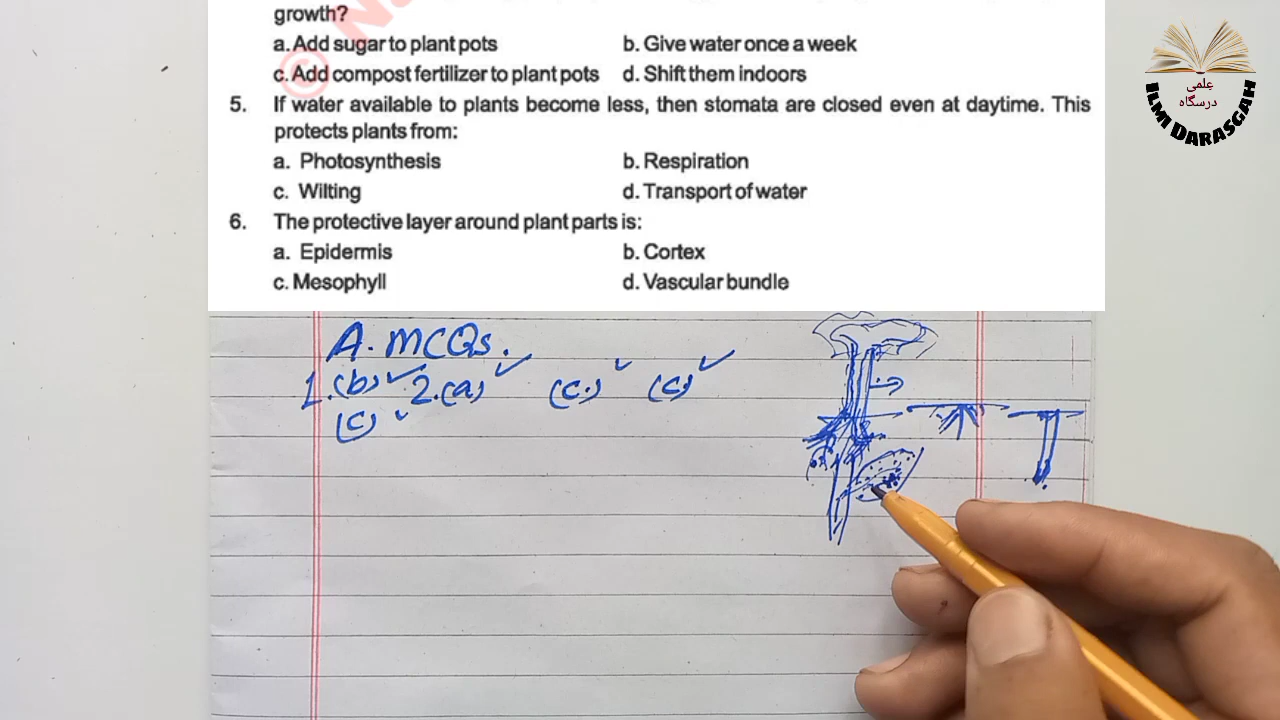 growth?
a. Add sugar to plant pots b. Give water once a week
c. Add compost fertilizer to plant pots d. Shift them indoors
5. If water available to plants become less, then stomata are closed even at daytime. This
protects plants from:
a. Photosynthesis b. Respiration
c. Wilting d. Transport of water
6. The protective layer around plant parts is:
a. Epidermis b. Cortex
c. Mesophyll d. Vascular bundle
علمی
درسگاہ
ILMI DARASGAH
A. MCQs.
1. (b) 2. (a) (c.) (c)
(c)